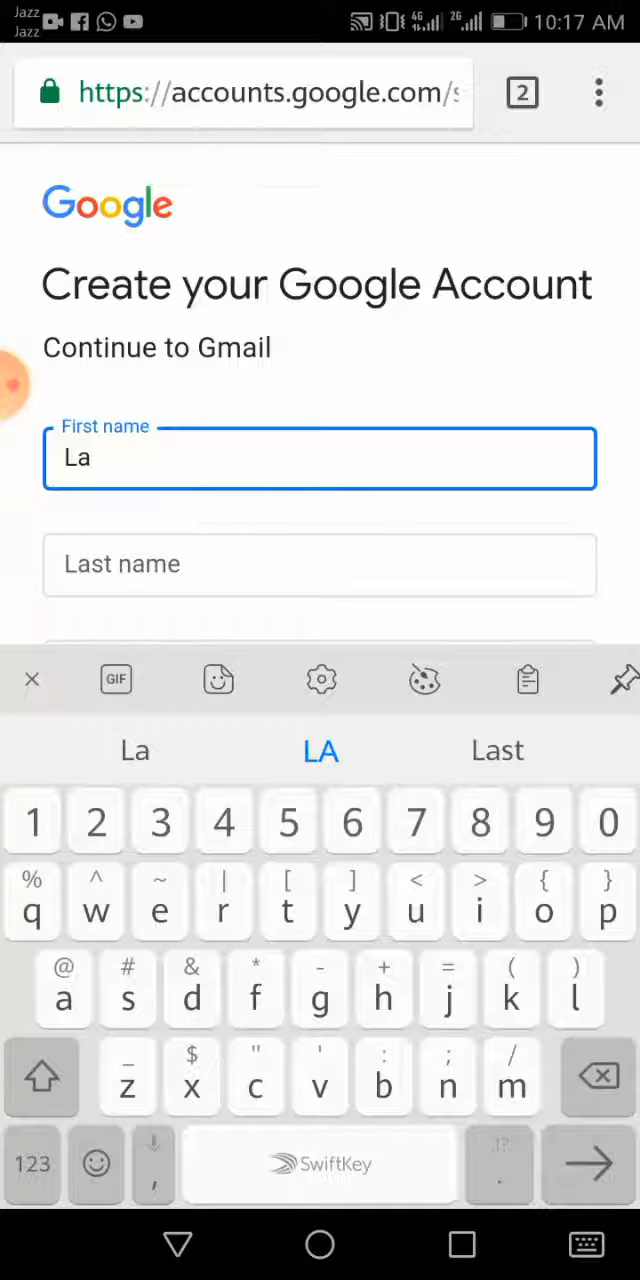 Jazz
Jazz
4G
2G
10:17 AM
https://accounts.google.com/s
2
Google
Create your Google Account
Continue to Gmail
First name
La
Last name
GIF
La LA Last
1 2 3 4 5 6 7 8 9 0
% ^ ~ | [ ] < > { }
q w e r t y u i o p
@ # & * - + = ( )
a s d f g h j k l
_ $ " ' : ; /
z x c v b n m
123 , SwiftKey !? .